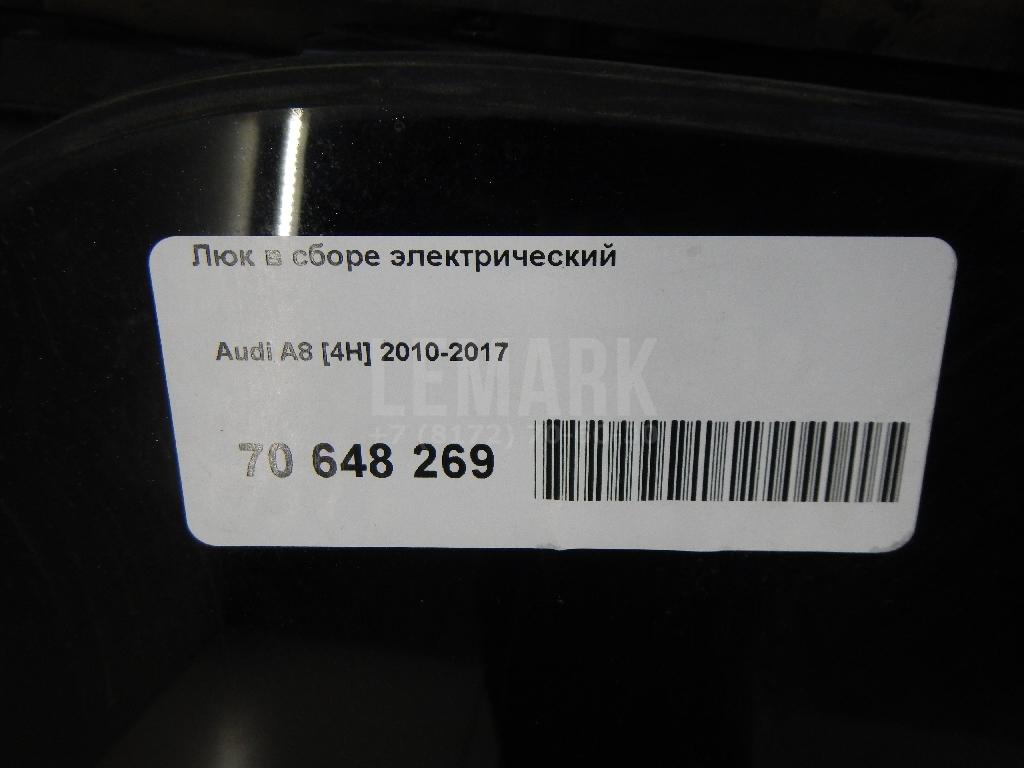 Люк в сборе электрический
Audi A8 [4H] 2010-2017
LEMARK
70 648 269